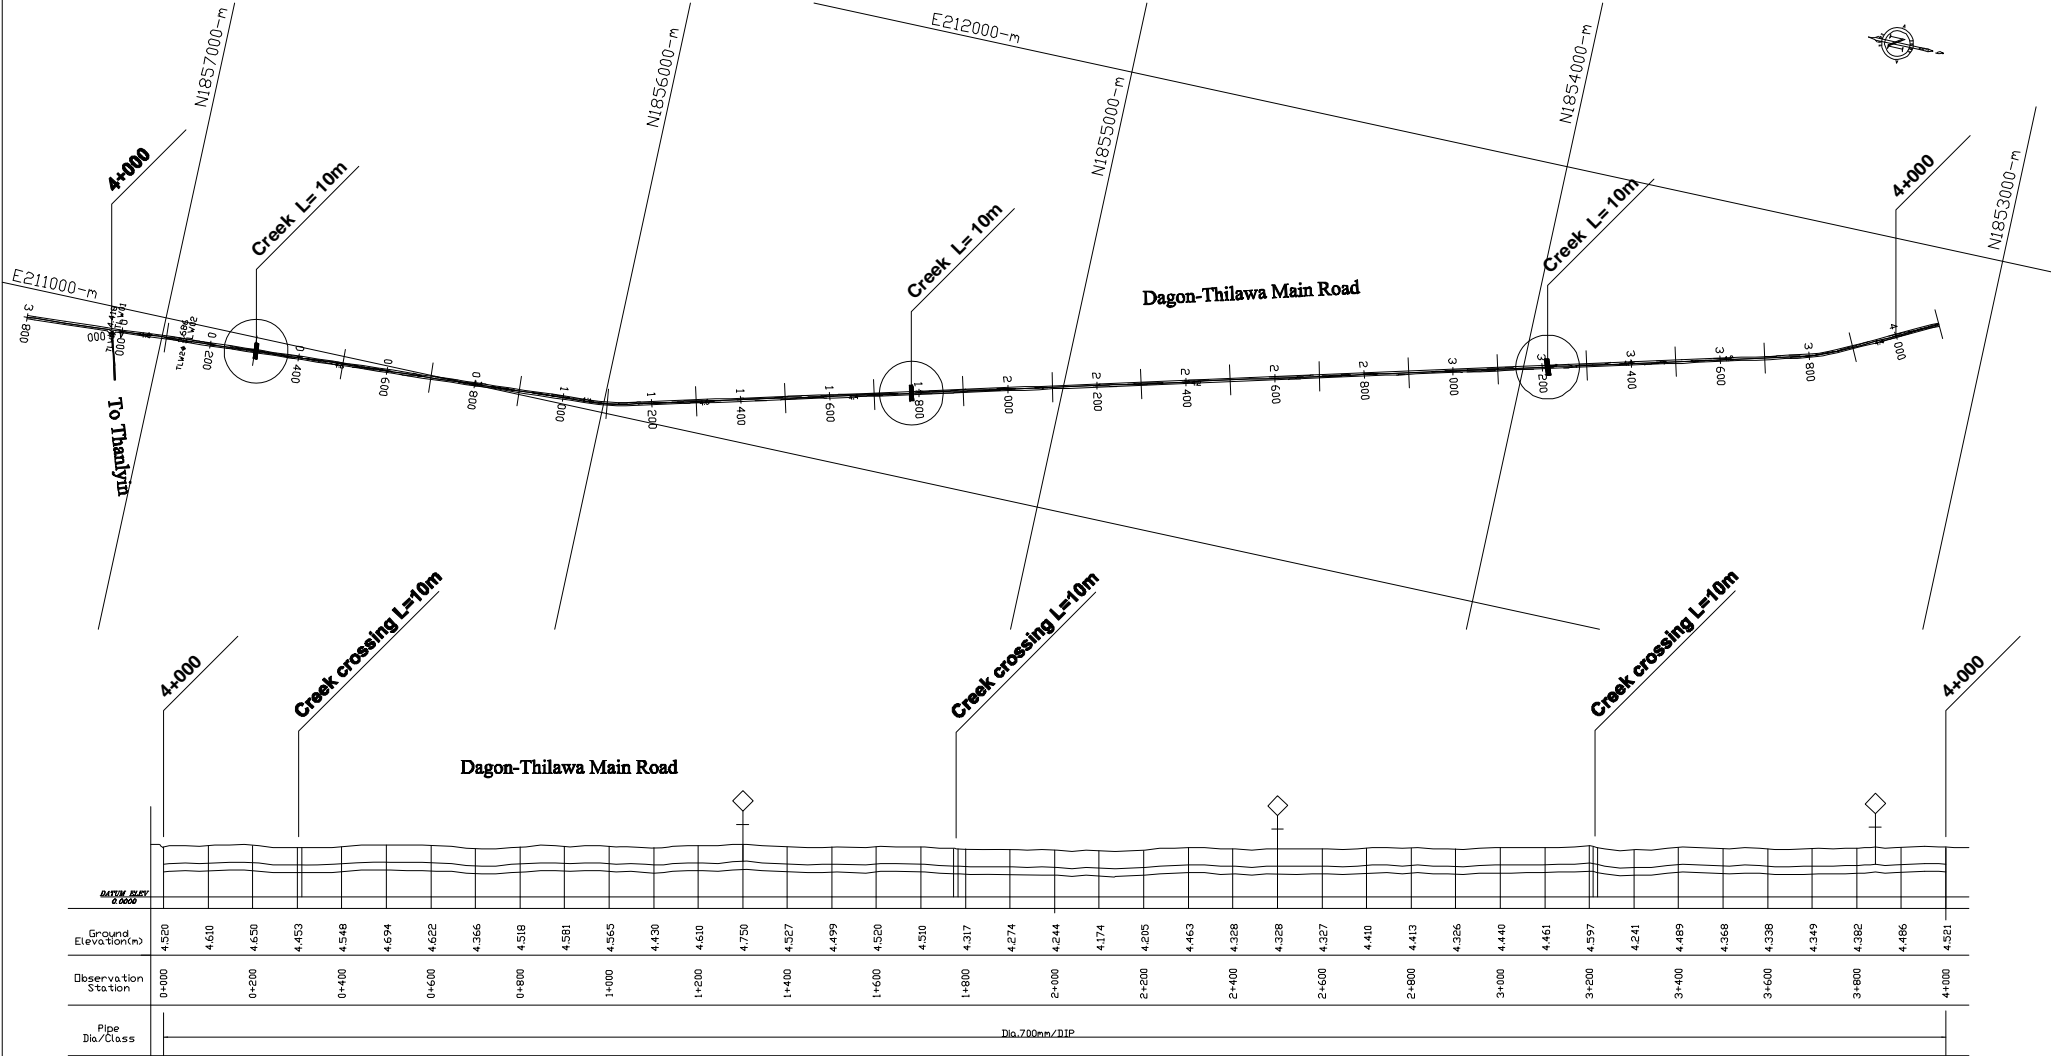 N1857000-m
N1856000-m
E212000-m
N1855000-m
N1854000-m
N1853000-m
4+000
Creek L= 10m
Creek L= 10m
Creek L= 10m
4+000
Dagon-Thilawa Main Road
E211000-m
3-800
0-200
0-400
0-600
0-800
1-000
1-200
1-400
1-600
1-800
2-000
2-200
2-400
2-600
2-800
3-000
3-200
3-400
3-600
3-800
4-000
To Thanlyin
4+000
Creek crossing L=10m
Creek crossing L=10m
Creek crossing L=10m
4+000
Dagon-Thilawa Main Road
DATUM ELEV
0.0000
Ground
Elevation(m)
4.520 4.610 4.650 4.453 4.548 4.694 4.622 4.366 4.518 4.581 4.565 4.430 4.610 4.750 4.527 4.499 4.520 4.510 4.317 4.274 4.244 4.174 4.205 4.463 4.328 4.328 4.327 4.410 4.413 4.326 4.440 4.461 4.597 4.241 4.489 4.368 4.338 4.349 4.382 4.486 4.521
Observation
Station
0+000 0+200 0+400 0+600 0+800 1+000 1+200 1+400 1+600 1+800 2+000 2+200 2+400 2+600 2+800 3+000 3+200 3+400 3+600 3+800 4+000
Pipe
Dia/Class
Dia.700mm/DIP